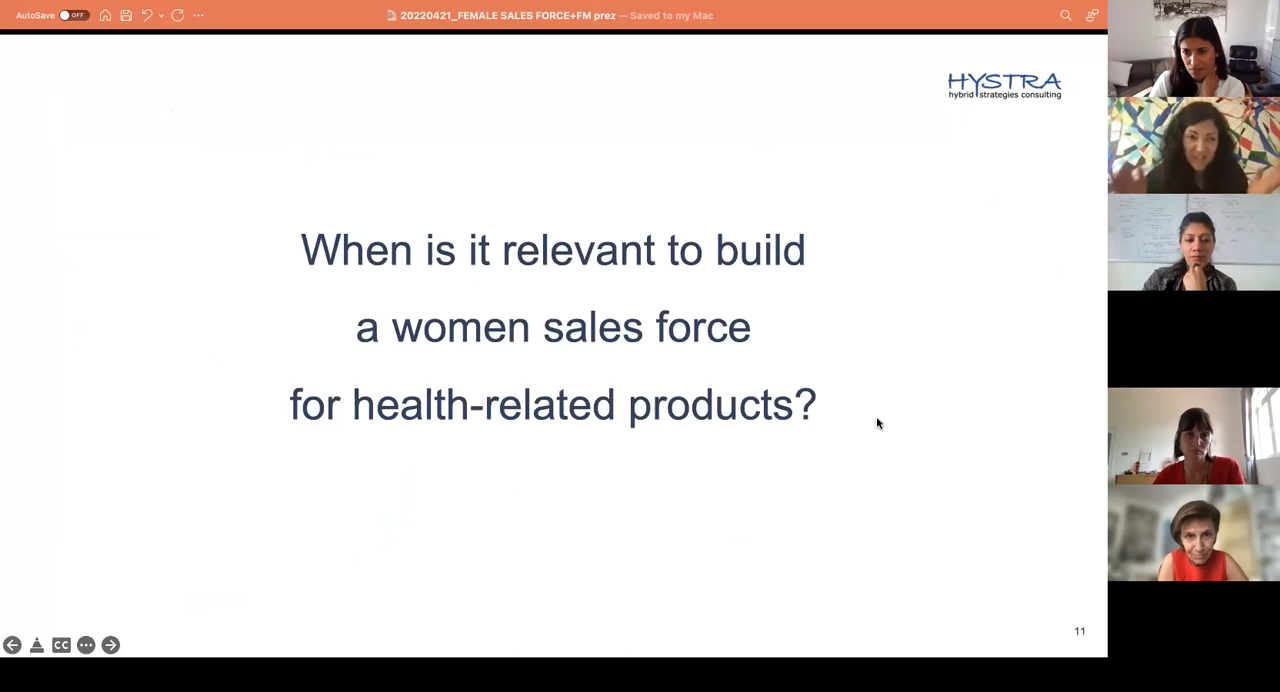 AutoSave OFF
20220421_FEMALE SALES FORCE+FM prez — Saved to my Mac
HYSTRA
hybrid strategies consulting
When is it relevant to build
a women sales force
for health-related products?
11
CC